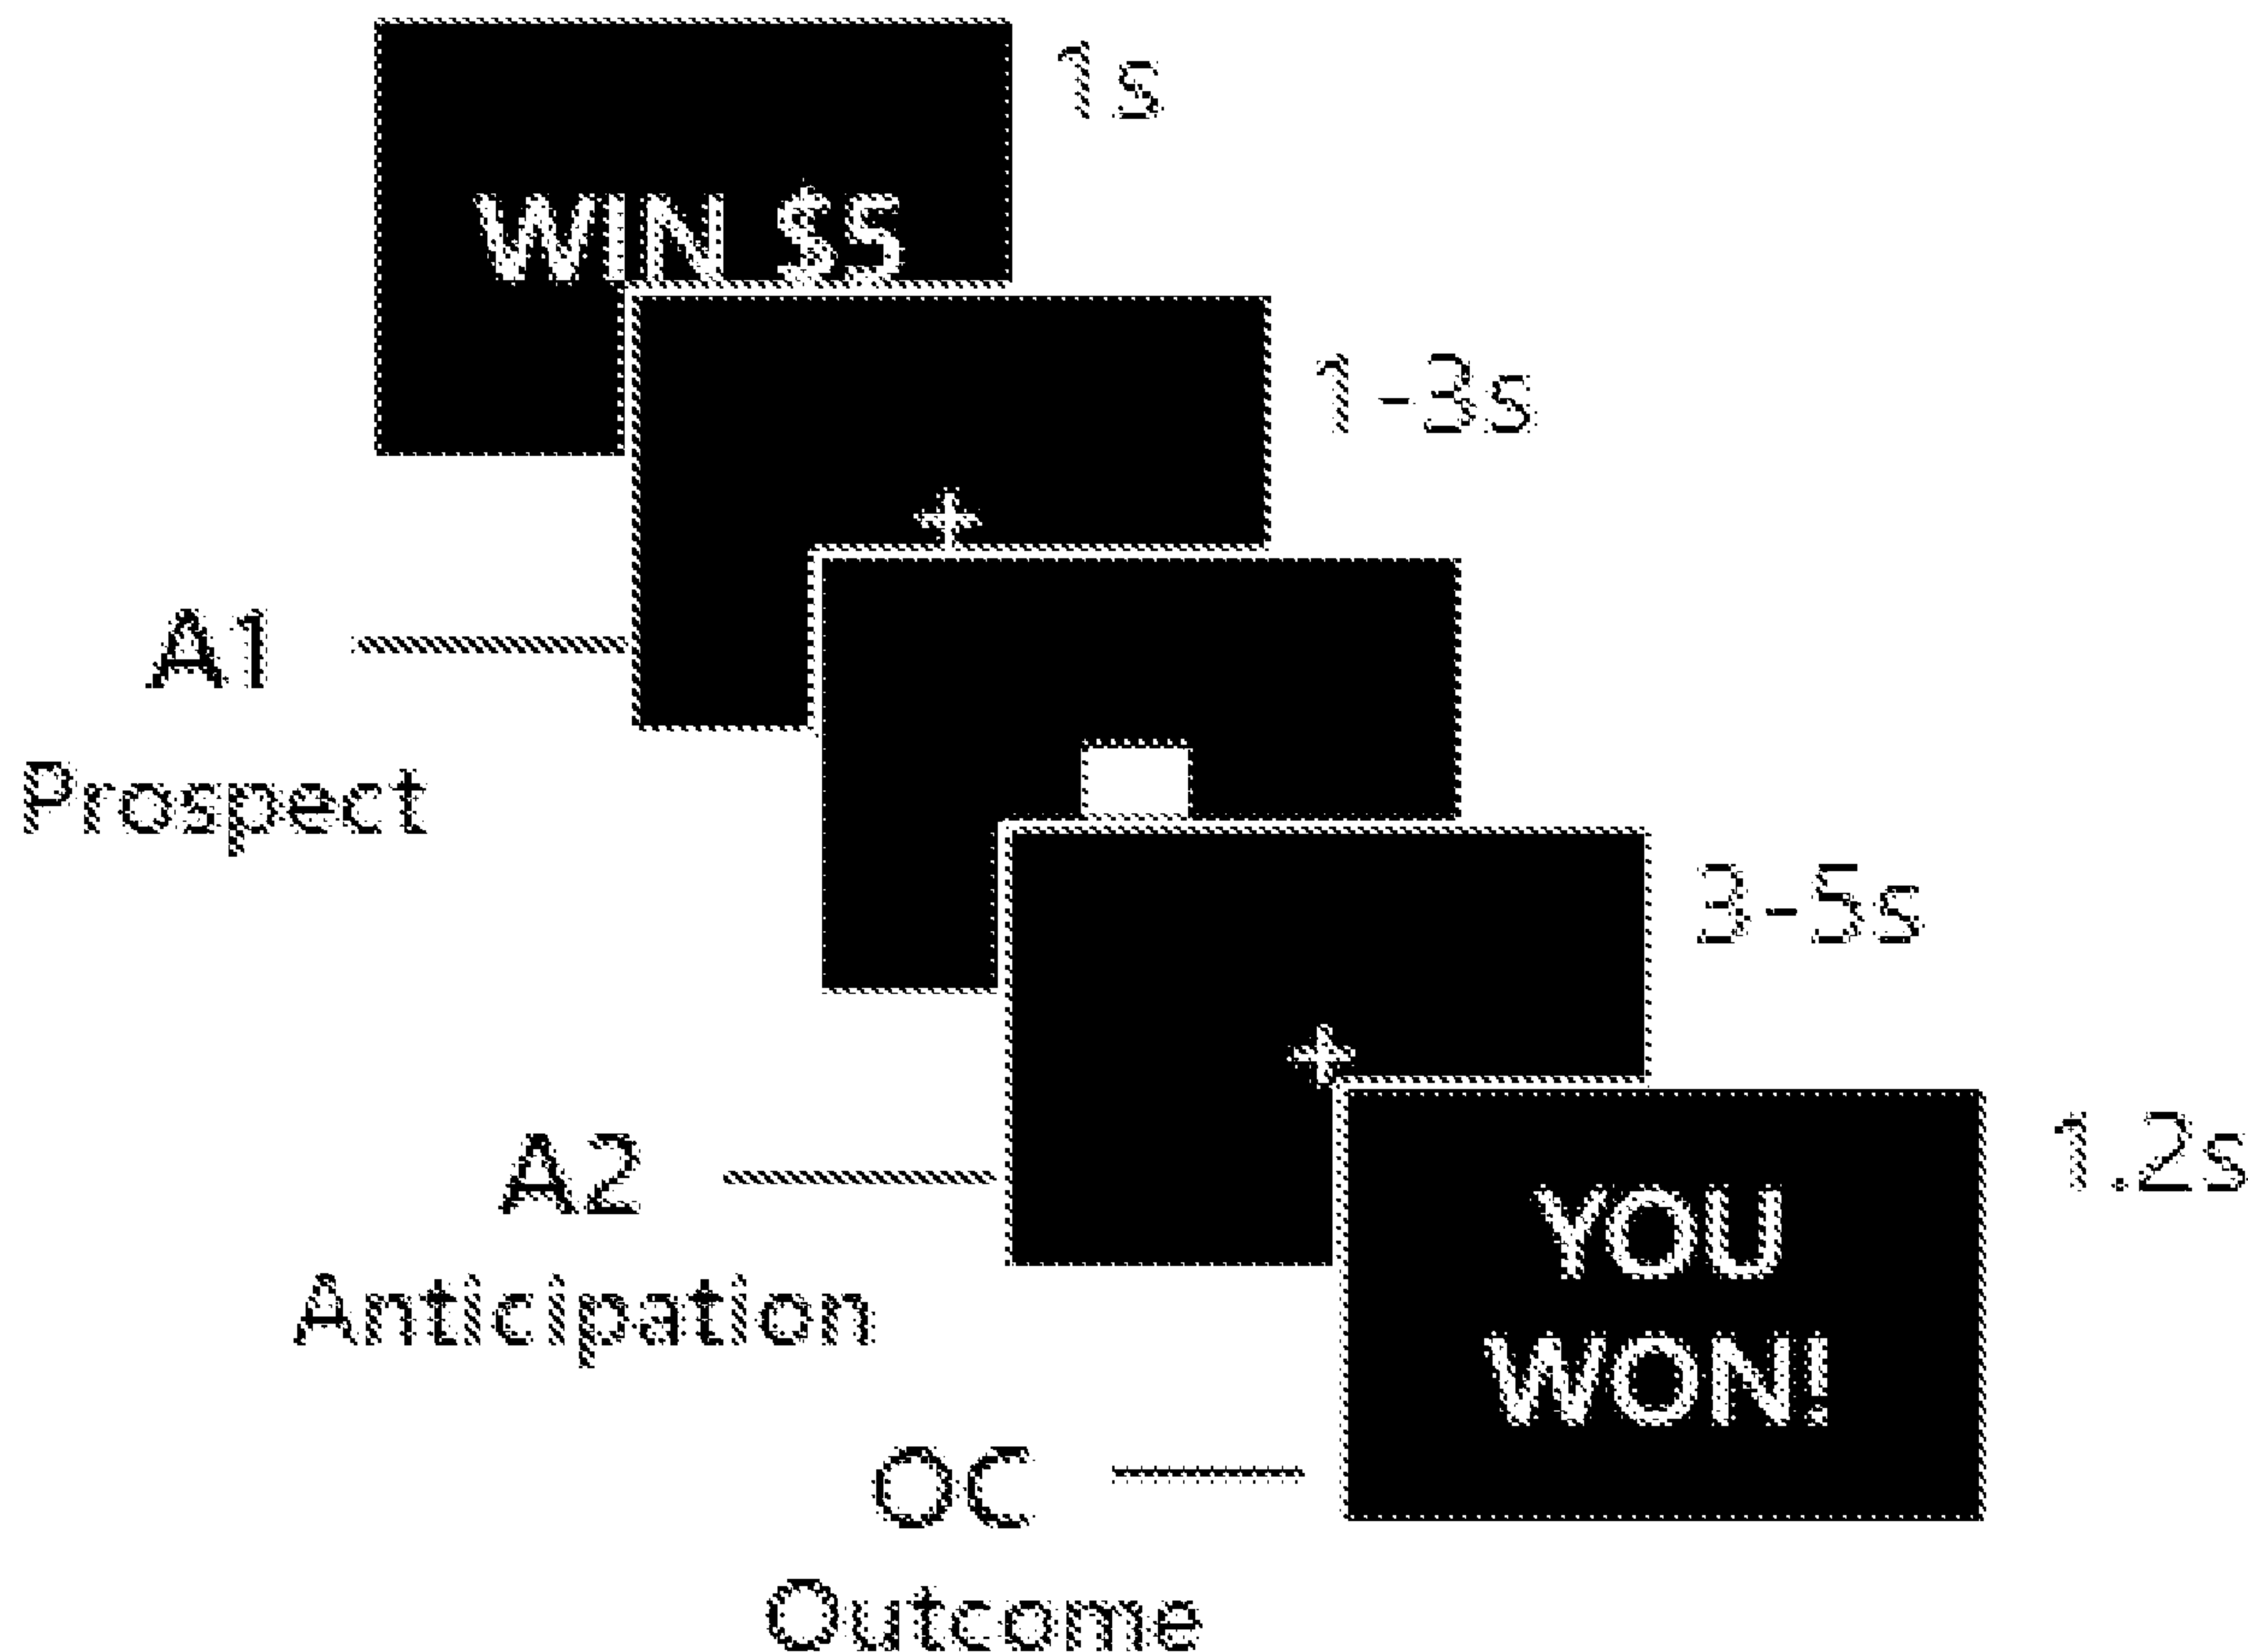 1s
WIN $5
1-3s
A1
Prospect
3-5s
A2
Anticipation
1.2s
YOU
WON!
OC
Outcome